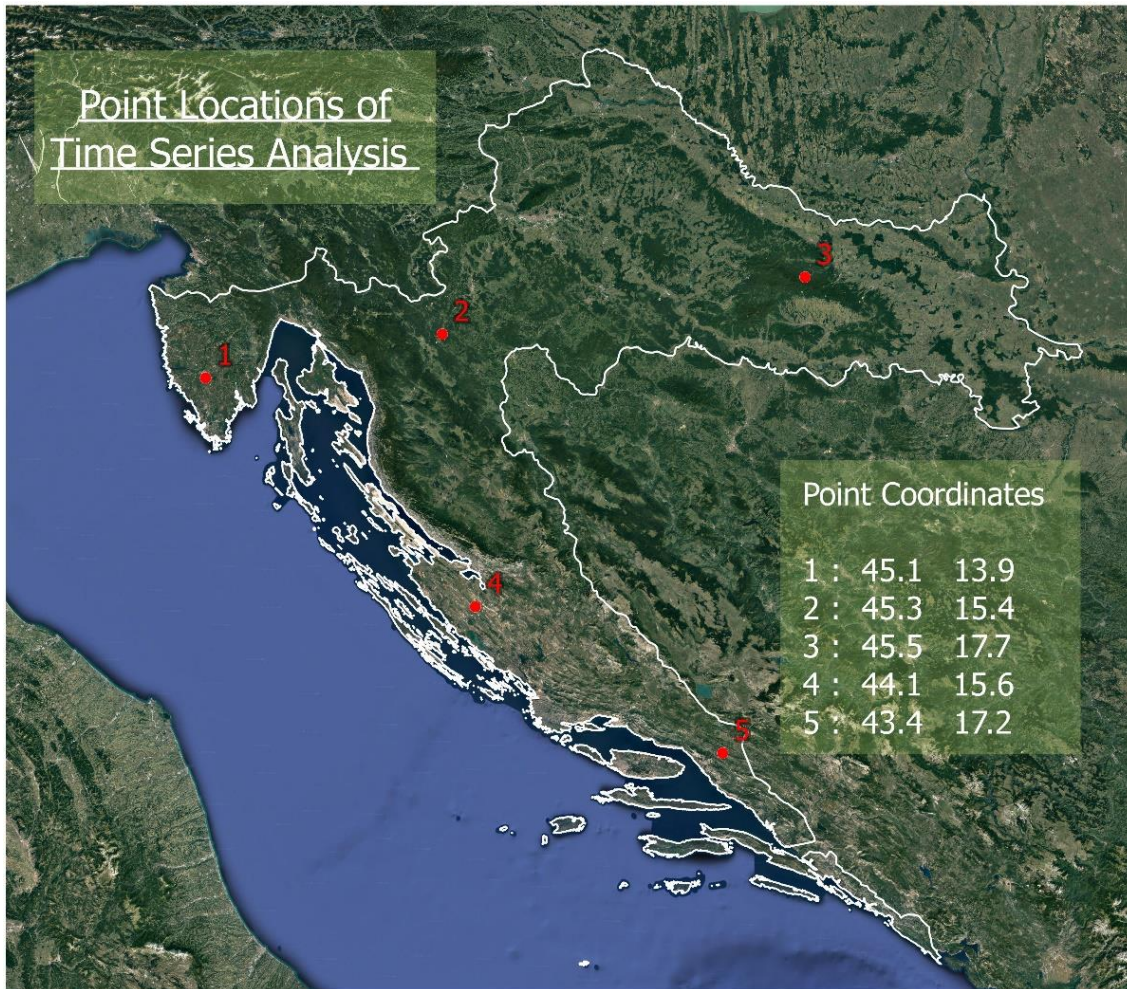 Point Locations of
Time Series Analysis
3
2
1
Point Coordinates
1 : 45.1 13.9
2 : 45.3 15.4
3 : 45.5 17.7
4 : 44.1 15.6
5 : 43.4 17.2
4
5